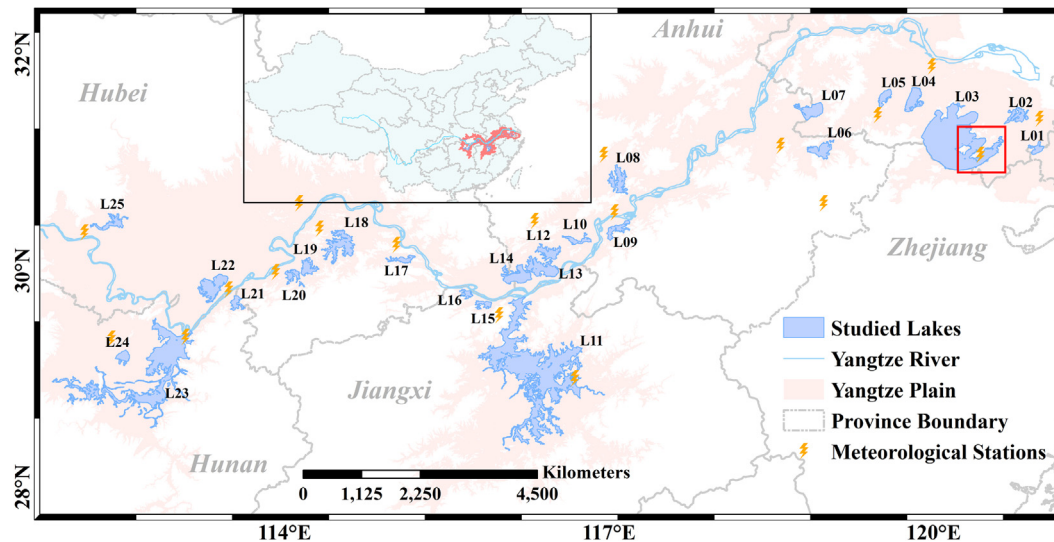 Anhui
32°N
Hubei
L07
L05
L04
L03
L02
L01
L06
L08
L25
L18
L10
L09
Zhejiang
L12
L19
L22
L14
L13
L17
30°N
L20
L21
L16
L15
Studied Lakes
L24
L11
Yangtze River
Jiangxi
L23
Yangtze Plain
Province Boundary
Hunan
Meteorological Stations
Kilometers
0 1,125 2,250 4,500
28°N
114°E 117°E 120°E